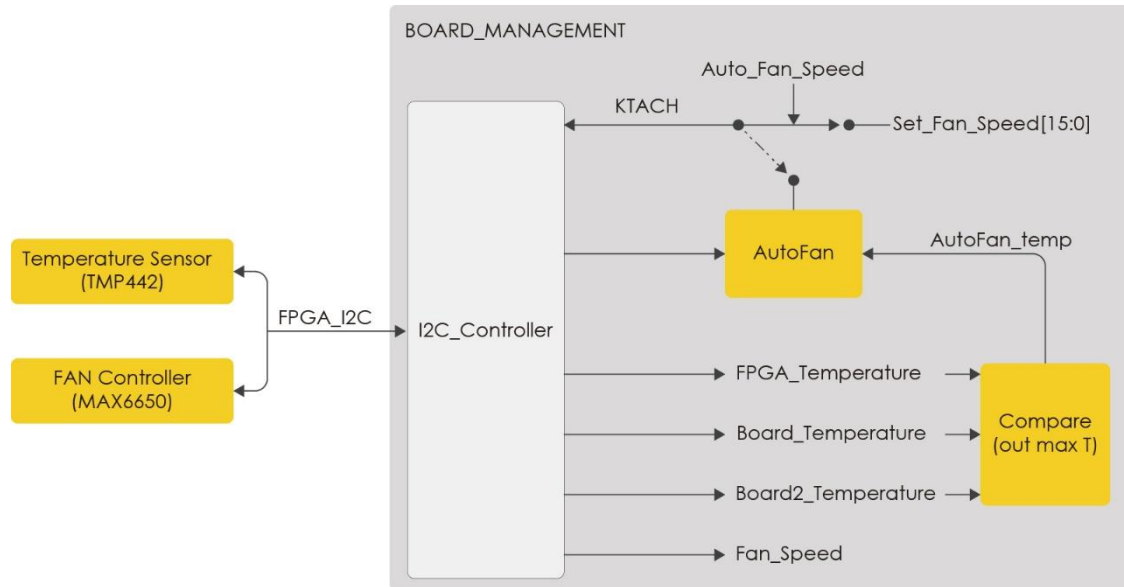 BOARD_MANAGEMENT
Auto_Fan_Speed
KTACH
Set_Fan_Speed[15:0]
AutoFan_temp
AutoFan
Temperature Sensor
(TMP442)
FPGA_I2C
I2C_Controller
FAN Controller
(MAX6650)
FPGA_Temperature
Board_Temperature
Compare
(out max T)
Board2_Temperature
Fan_Speed